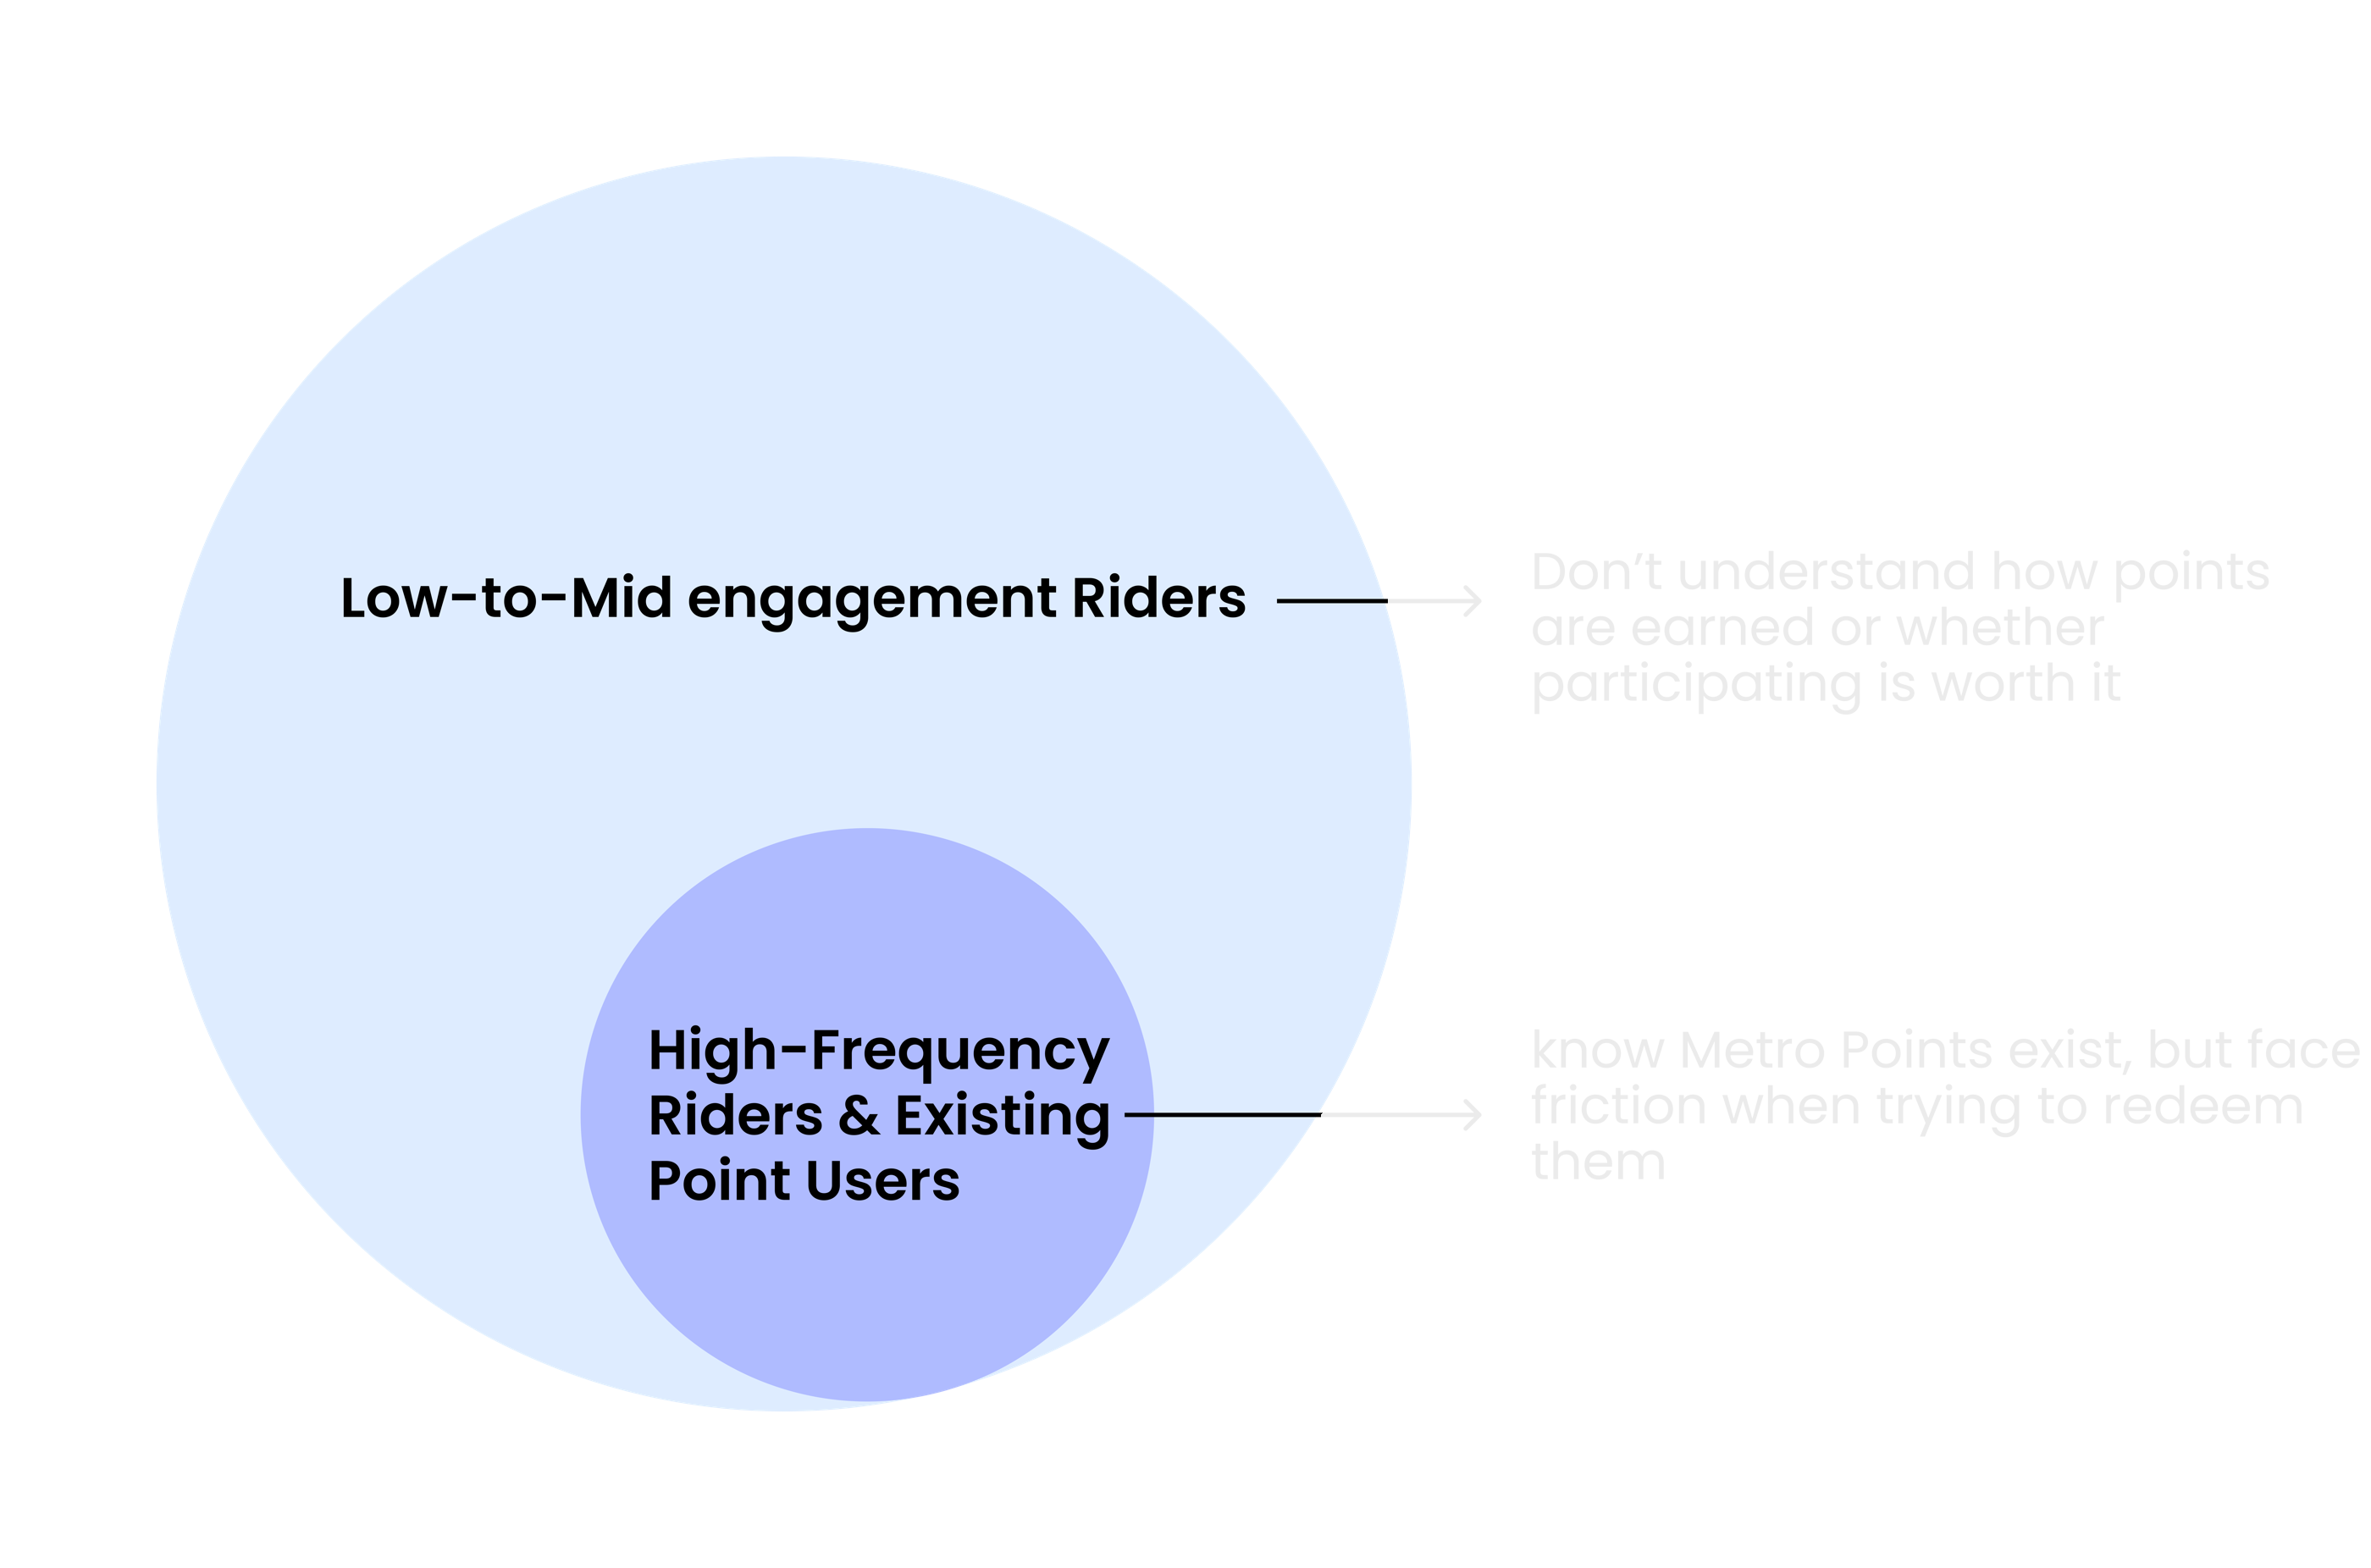 Low-to-Mid engagement Riders
Don’t understand how points
are earned or whether
participating is worth it
High-Frequency
Riders & Existing
Point Users
know Metro Points exist, but face
friction when trying to redeem
them